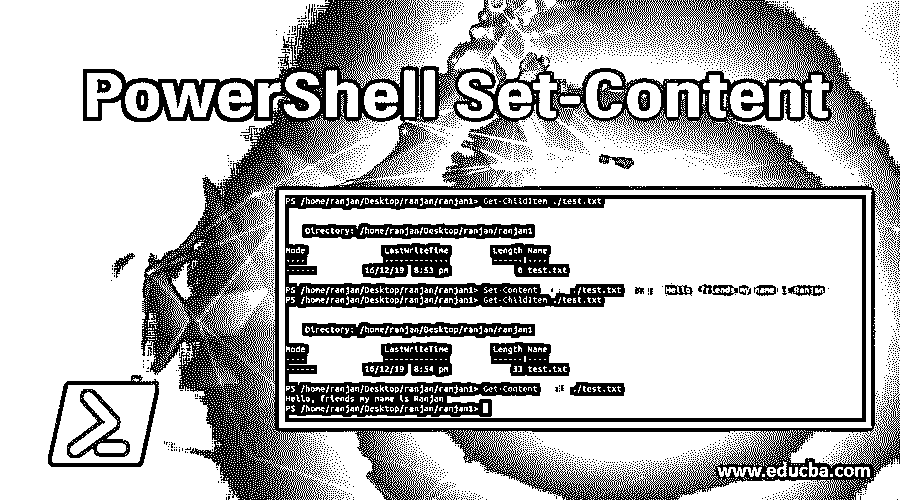 PowerShell Set-Content
PS /home/ranjan/Desktop/ranjan/ranjan1> Get-ChildItem ./test.txt
Directory: /home/ranjan/Desktop/ranjan/ranjan1
Mode LastWriteTime Length Name
---- ------------- ------ ----
------ 16/12/19 8:53 pm 0 test.txt
PS /home/ranjan/Desktop/ranjan/ranjan1> Set-Content ./test.txt Hello, friends my name is Ranjan
PS /home/ranjan/Desktop/ranjan/ranjan1> Get-ChildItem ./test.txt
Directory: /home/ranjan/Desktop/ranjan/ranjan1
Mode LastWriteTime Length Name
---- ------------- ------ ----
------ 16/12/19 8:54 pm 33 test.txt
PS /home/ranjan/Desktop/ranjan/ranjan1> Get-Content ./test.txt
Hello, friends my name is Ranjan
PS /home/ranjan/Desktop/ranjan/ranjan1>
www.educba.com